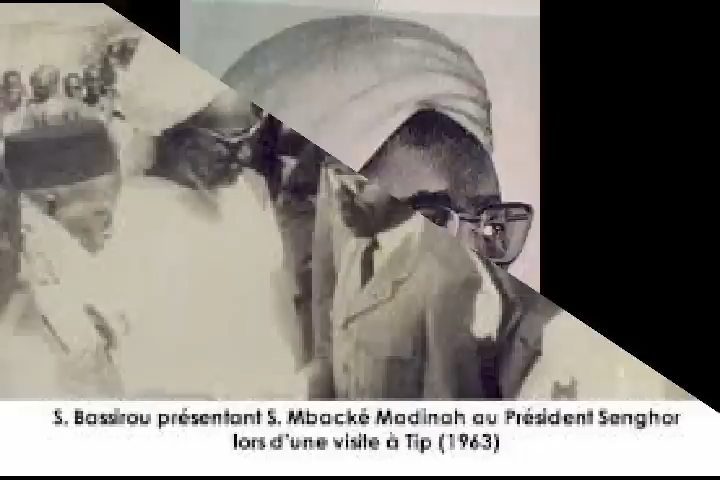 S. Bassirou présentant S. Mbacké Madinah au Président Senghor
lors d'une visite à Tip (1963)